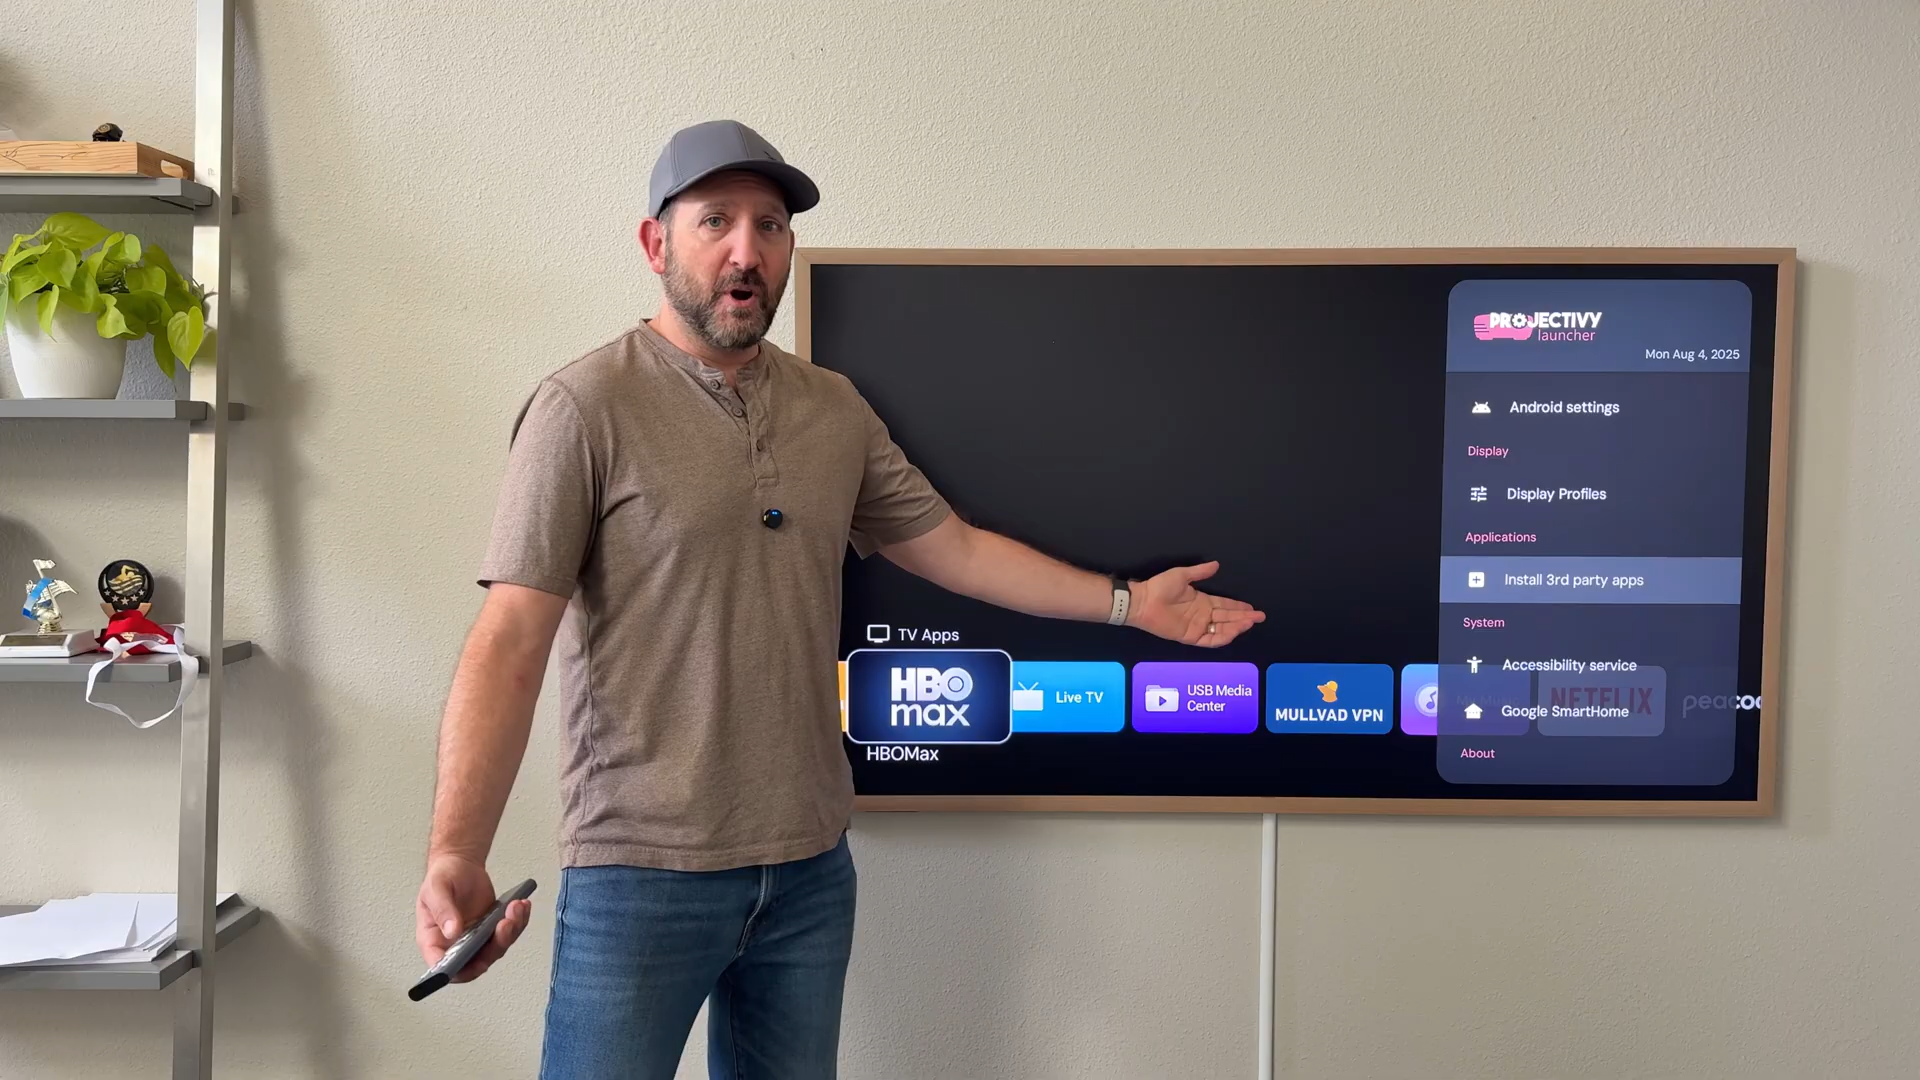 PROJECTIVY
launcher
Mon Aug 4, 2025
Android settings
Display
Display Profiles
Applications
Install 3rd party apps
System
Accessibility service
Google SmartHome
About
TV Apps
HBO
max
Live TV
USB Media
Center
MULLVAD VPN
NETFLIX
HBOMax